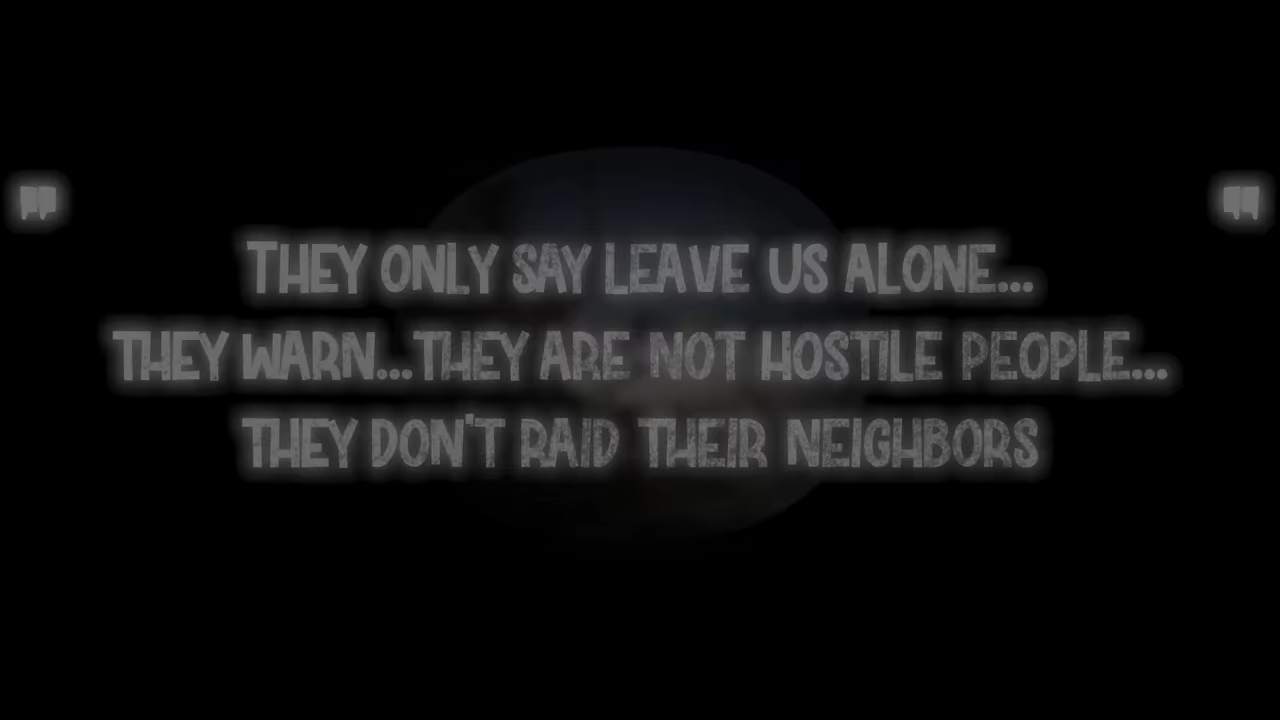 "
"
THEY ONLY SAY LEAVE US ALONE...
THEY WARN...THEY ARE NOT HOSTILE PEOPLE...
THEY DON'T RAID THEIR NEIGHBORS